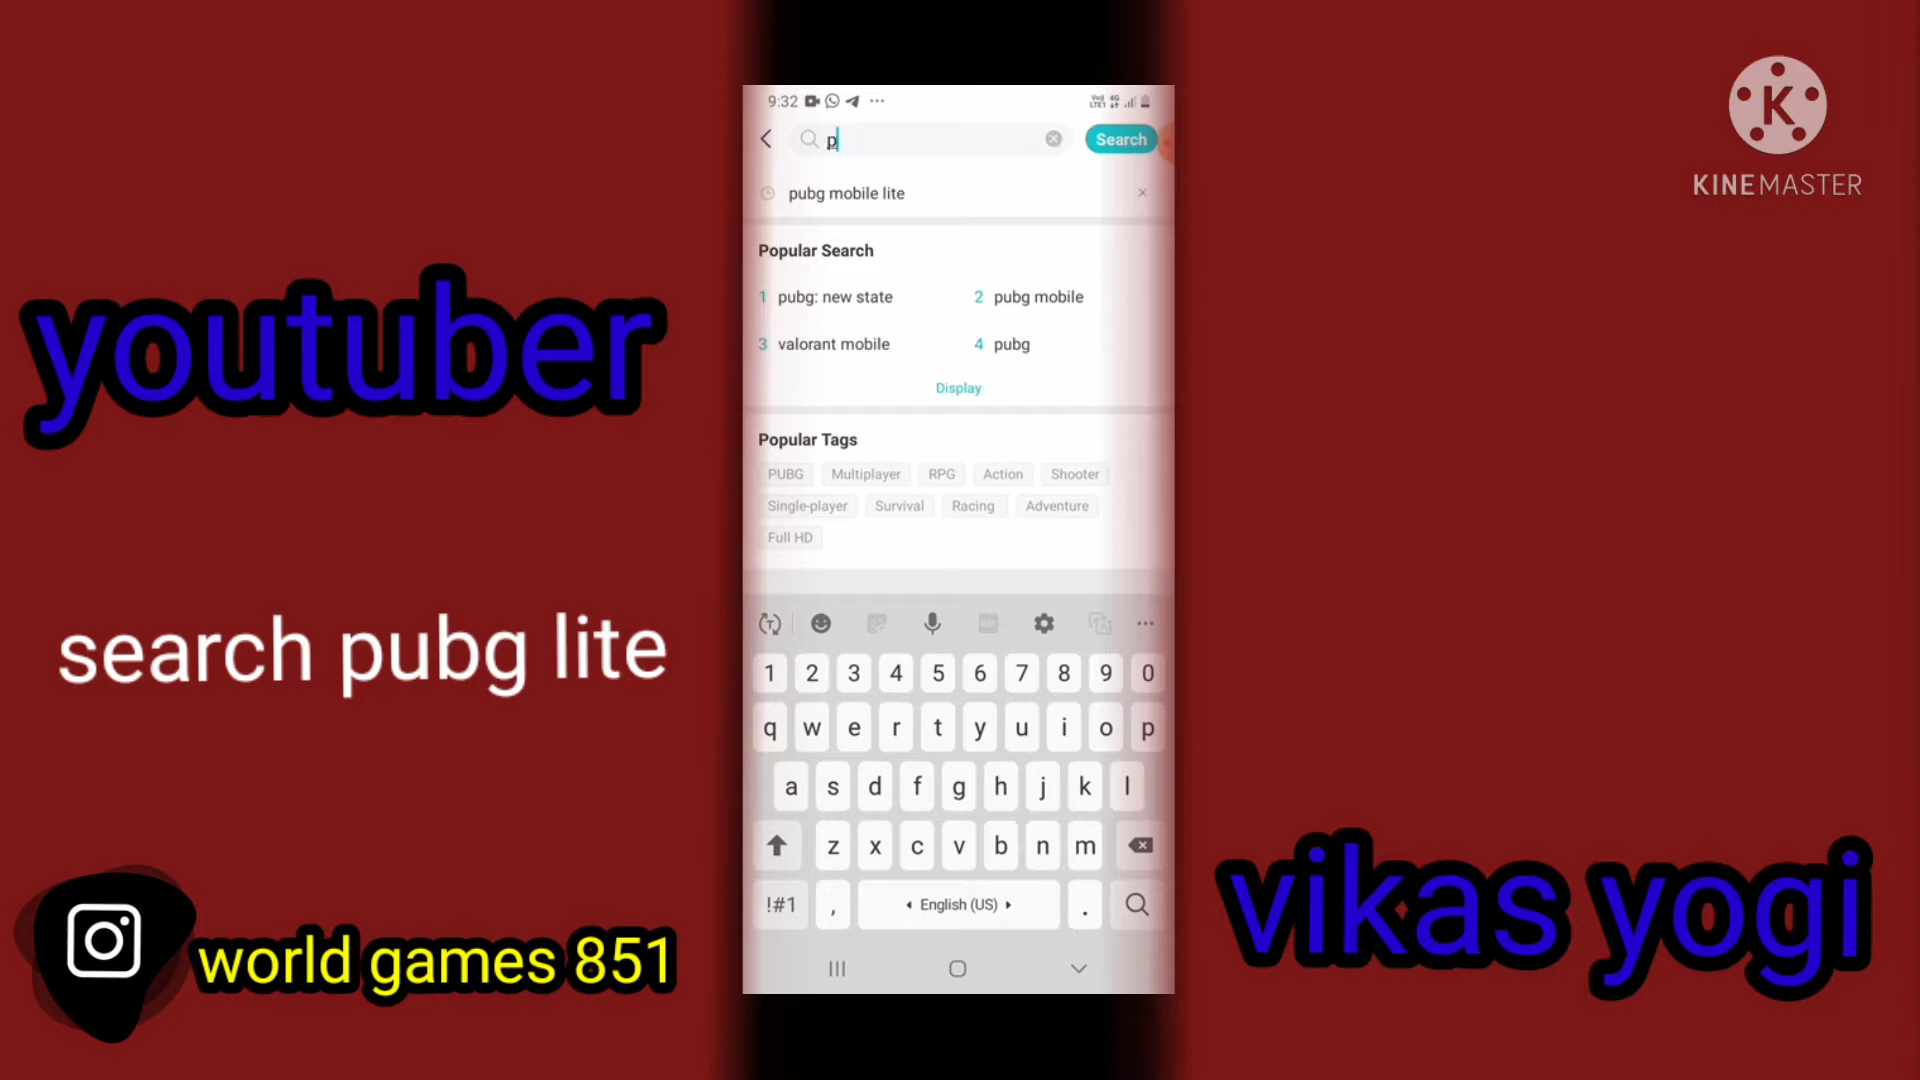 9:32
p
Search
pubg mobile lite
Popular Search
1 pubg: new state
2 pubg mobile
3 valorant mobile
4 pubg
Display
Popular Tags
PUBG Multiplayer RPG Action Shooter
Single-player Survival Racing Adventure
Full HD
1 2 3 4 5 6 7 8 9 0
q w e r t y u i o p
a s d f g h j k l
z x c v b n m
!#1 , English (US) .
youtuber
search pubg lite
world games 851
K
KINEMASTER
vikas yogi